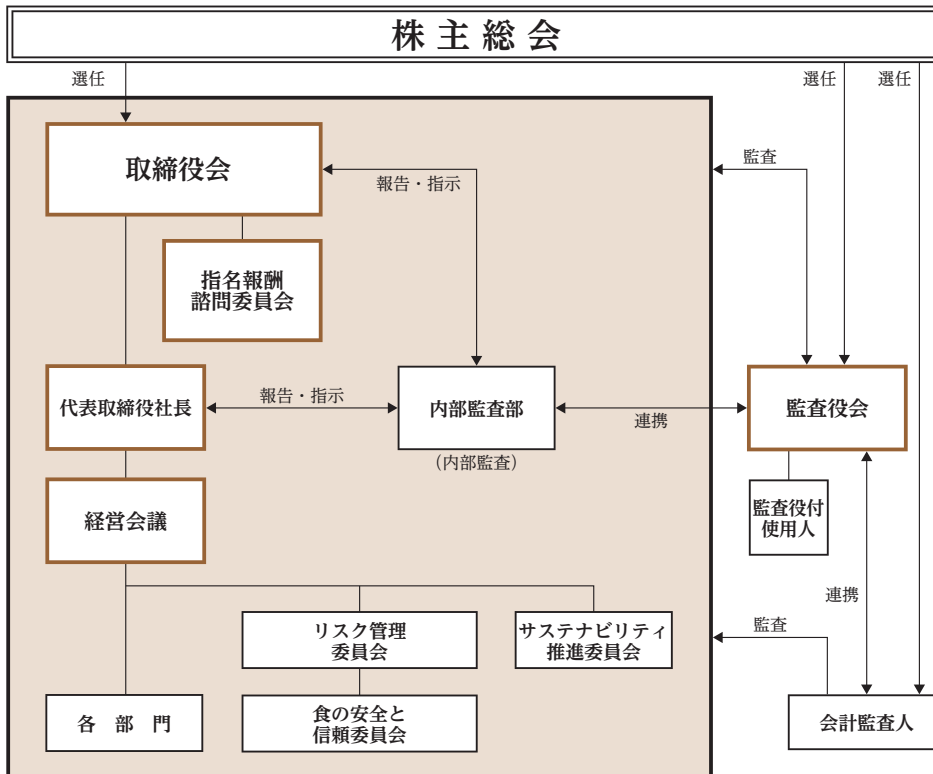 株主総会
選任
選任
選任
取締役会
報告・指示
監査
指名報酬
諮問委員会
代表取締役社長
報告・指示
内部監査部
（内部監査）
連携
監査役会
経営会議
監査役付
使用人
連携
リスク管理
委員会
サステナビリティ
推進委員会
監査
各部門
食の安全と
信頼委員会
会計監査人